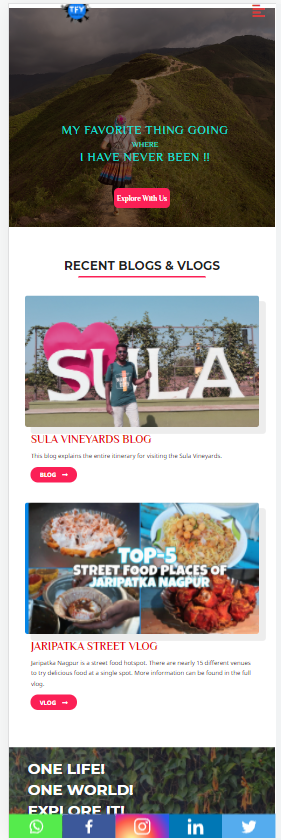 TFY
MY FAVORITE THING GOING
WHERE
I HAVE NEVER BEEN !!
Explore With Us
RECENT BLOGS & VLOGS
SULA
SULA VINEYARDS BLOG
This blog explains the entire itinerary for visiting the Sula Vineyards.
BLOG →
TOP-5
STREET FOOD PLACES OF
JARIPATKA NAGPUR
JARIPATKA STREET VLOG
Jaripatka Nagpur is a street food hotspot. There are nearly 15 different venues
to try delicious food at a single spot. More information can be found in the full
vlog.
VLOG →
ONE LIFE!
ONE WORLD!
EXPLORE IT!